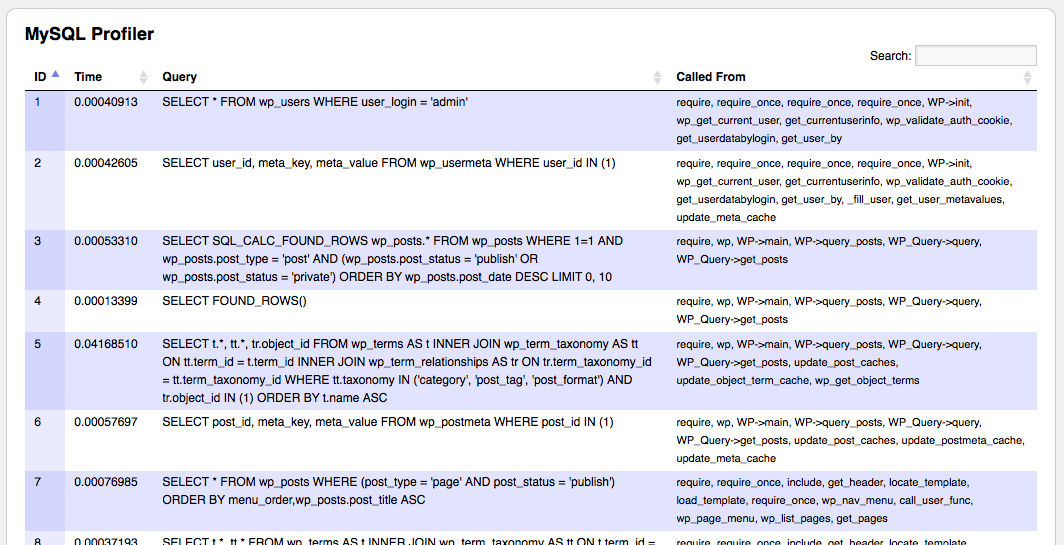 MySQL Profiler
Search:
ID Time Query Called From
1 0.00040913 SELECT * FROM wp_users WHERE user_login = 'admin' require, require_once, require_once, require_once, WP->init,
wp_get_current_user, get_currentuserinfo, wp_validate_auth_cookie,
get_userdatabylogin, get_user_by
2 0.00042605 SELECT user_id, meta_key, meta_value FROM wp_usermeta WHERE user_id IN (1) require, require_once, require_once, require_once, WP->init,
wp_get_current_user, get_currentuserinfo, wp_validate_auth_cookie,
get_userdatabylogin, get_user_by, _fill_user, get_user_metavalues,
update_meta_cache
3 0.00053310 SELECT SQL_CALC_FOUND_ROWS wp_posts.* FROM wp_posts WHERE 1=1 AND require, wp, WP->main, WP->query_posts, WP_Query->query,
wp_posts.post_type = 'post' AND (wp_posts.post_status = 'publish' OR WP_Query->get_posts
wp_posts.post_status = 'private') ORDER BY wp_posts.post_date DESC LIMIT 0, 10
4 0.00013399 SELECT FOUND_ROWS() require, wp, WP->main, WP->query_posts, WP_Query->query,
WP_Query->get_posts
5 0.04168510 SELECT t.*, tt.*, tr.object_id FROM wp_terms AS t INNER JOIN wp_term_taxonomy AS tt require, wp, WP->main, WP->query_posts, WP_Query->query,
ON tt.term_id = t.term_id INNER JOIN wp_term_relationships AS tr ON tr.term_taxonomy_id WP_Query->get_posts, update_post_caches,
= tt.term_taxonomy_id WHERE tt.taxonomy IN ('category', 'post_tag', 'post_format') AND update_object_term_cache, wp_get_object_terms
tr.object_id IN (1) ORDER BY t.name ASC
6 0.00057697 SELECT post_id, meta_key, meta_value FROM wp_postmeta WHERE post_id IN (1) require, wp, WP->main, WP->query_posts, WP_Query->query,
WP_Query->get_posts, update_post_caches, update_postmeta_cache,
update_meta_cache
7 0.00076985 SELECT * FROM wp_posts WHERE (post_type = 'page' AND post_status = 'publish') require, require_once, include, get_header, locate_template,
ORDER BY menu_order,wp_posts.post_title ASC load_template, require_once, wp_nav_menu, call_user_func,
wp_page_menu, wp_list_pages, get_pages
8 0.00037193 SELECT t.*, tt.* FROM wp_terms AS t INNER JOIN wp_term_taxonomy AS tt ON t.term_id = require, require_once, include, get_header, locate_template,